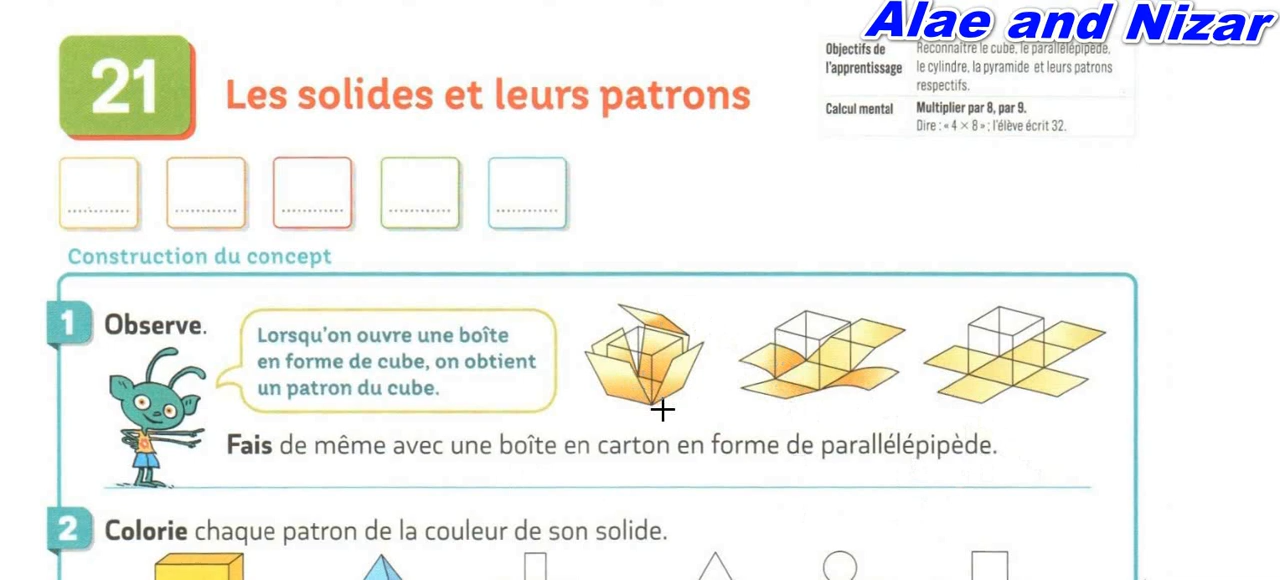 Alae and Nizar
21
Les solides et leurs patrons
Objectifs de l'apprentissage
Reconnaître le cube, le parallélépipède,
le cylindre, la pyramide et leurs patrons
respectifs.
Calcul mental
Multiplier par 8, par 9.
Dire : « 4 × 8 » ; l'élève écrit 32.
Construction du concept
1 Observe.
Lorsqu'on ouvre une boîte
en forme de cube, on obtient
un patron du cube.
Fais de même avec une boîte en carton en forme de parallélépipède.
2 Colorie chaque patron de la couleur de son solide.